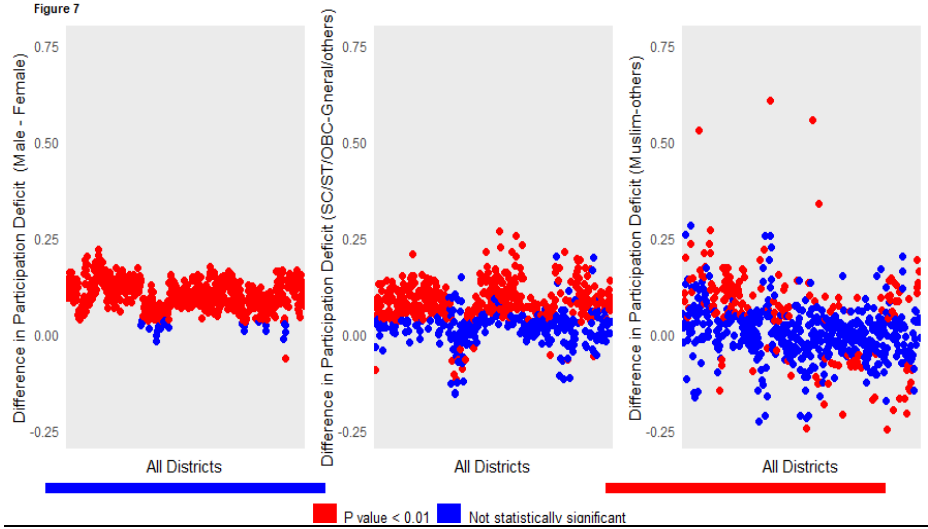 Figure 7
Difference in Participation Deficit (Male - Female)
0.75
0.50
0.25
0.00
-0.25
All Districts
Difference in Participation Deficit (SC/ST/OBC-Gneral/others)
0.75
0.50
0.25
0.00
-0.25
All Districts
Difference in Participation Deficit (Muslim-others)
0.75
0.50
0.25
0.00
-0.25
All Districts
P value < 0.01 Not statistically significant